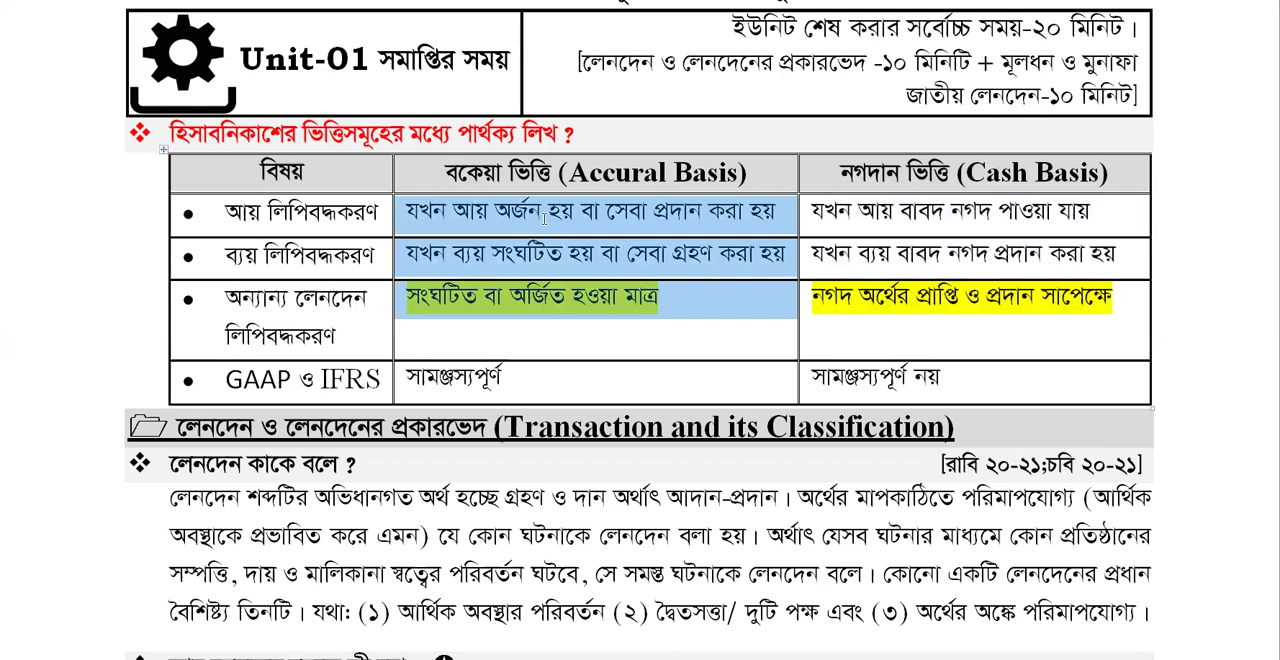 Unit-01 সমাপ্তির সময়
ইউনিট শেষ করার সর্বোচ্চ সময়-২০ মিনিট।
[লেনদেন ও লেনদেনের প্রকারভেদ -১০ মিনিটি + মূলধন ও মুনাফা
জাতীয় লেনদেন-১০ মিনিট]
❖ হিসাবনিকাশের ভিত্তিসমূহের মধ্যে পার্থক্য লিখ ?
বিষয় বকেয়া ভিত্তি (Accural Basis) নগদান ভিত্তি (Cash Basis)
• আয় লিপিবদ্ধকরণ যখন আয় অর্জন হয় বা সেবা প্রদান করা হয় যখন আয় বাবদ নগদ পাওয়া যায়
• ব্যয় লিপিবদ্ধকরণ যখন ব্যয় সংঘটিত হয় বা সেবা গ্রহণ করা হয় যখন ব্যয় বাবদ নগদ প্রদান করা হয়
• অন্যান্য লেনদেন সংঘটিত বা অর্জিত হওয়া মাত্র নগদ অর্থের প্রাপ্তি ও প্রদান সাপেক্ষে
লিপিবদ্ধকরণ
• GAAP ও IFRS সামঞ্জস্যপূর্ণ সামঞ্জস্যপূর্ণ নয়
লেনদেন ও লেনদেনের প্রকারভেদ (Transaction and its Classification)
❖ লেনদেন কাকে বলে ? [রাবি ২০-২১;চবি ২০-২১]
লেনদেন শব্দটির অভিধানগত অর্থ হচ্ছে গ্রহণ ও দান অর্থাৎ আদান-প্রদান। অর্থের মাপকাঠিতে পরিমাপযোগ্য (আর্থিক
অবস্থাকে প্রভাবিত করে এমন) যে কোন ঘটনাকে লেনদেন বলা হয়। অর্থাৎ যেসব ঘটনার মাধ্যমে কোন প্রতিষ্ঠানের
সম্পত্তি, দায় ও মালিকানা স্বত্বের পরিবর্তন ঘটবে, সে সমস্ত ঘটনাকে লেনদেন বলে। কোনো একটি লেনদেনের প্রধান
বৈশিষ্ট্য তিনটি। যথা: (১) আর্থিক অবস্থার পরিবর্তন (২) দ্বৈতসত্তা/ দুটি পক্ষ এবং (৩) অর্থের অঙ্কে পরিমাপযোগ্য।